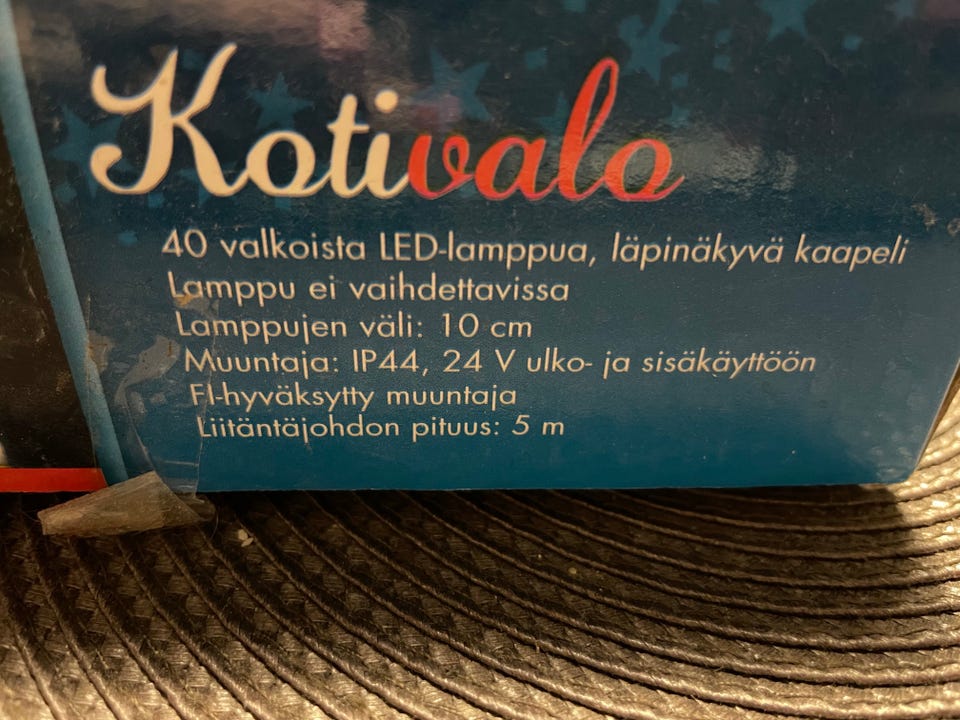 Kotivalo
40 valkoista LED-lamppua, läpinäkyvä kaapeli
Lamppu ei vaihdettavissa
Lamppujen väli: 10 cm
Muuntaja: IP44, 24 V ulko- ja sisäkäyttöön
FI-hyväksytty muuntaja
Liitäntäjohdon pituus: 5 m